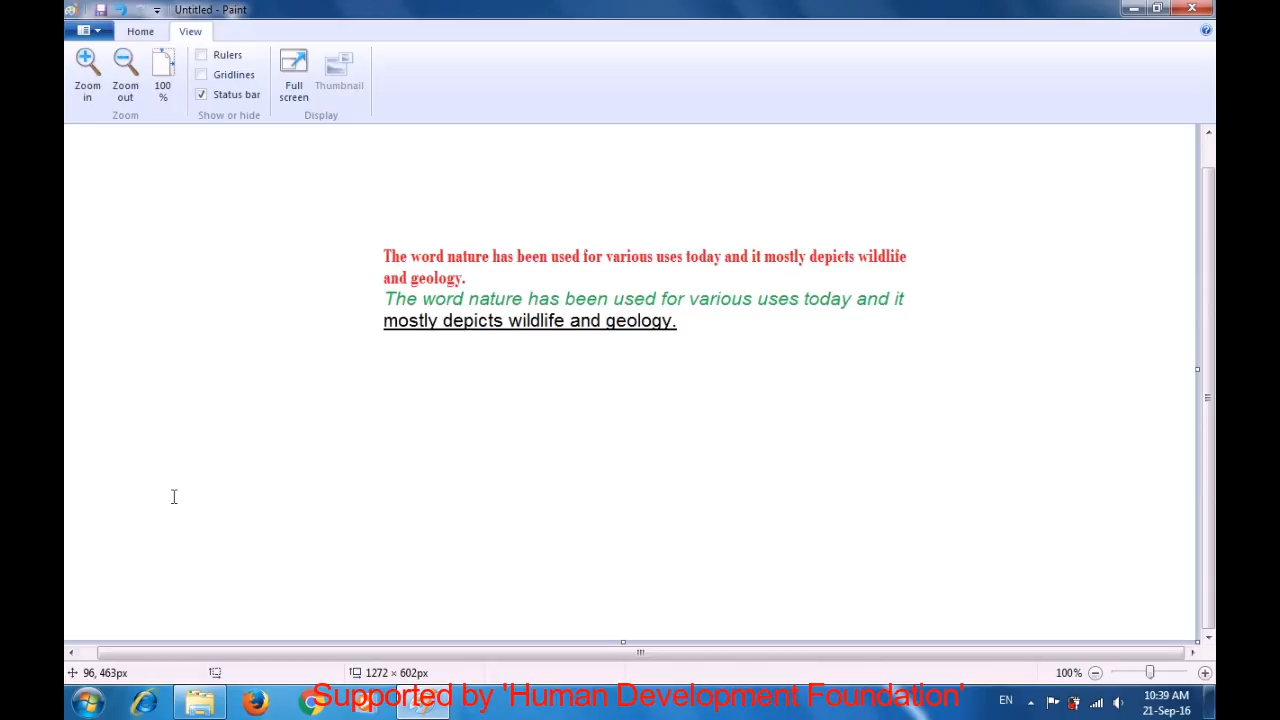 Untitled - Paint
Home View
Zoom in
Zoom out
100 %
Rulers
Gridlines
Status bar
Full screen
Thumbnail
Zoom
Show or hide
Display
The word nature has been used for various uses today and it mostly depicts wildlife
and geology.
The word nature has been used for various uses today and it
mostly depicts wildlife and geology.
96, 463px
1272 × 602px
100%
EN
10:39 AM
21-Sep-16
Supported by 'Human Development Foundation'